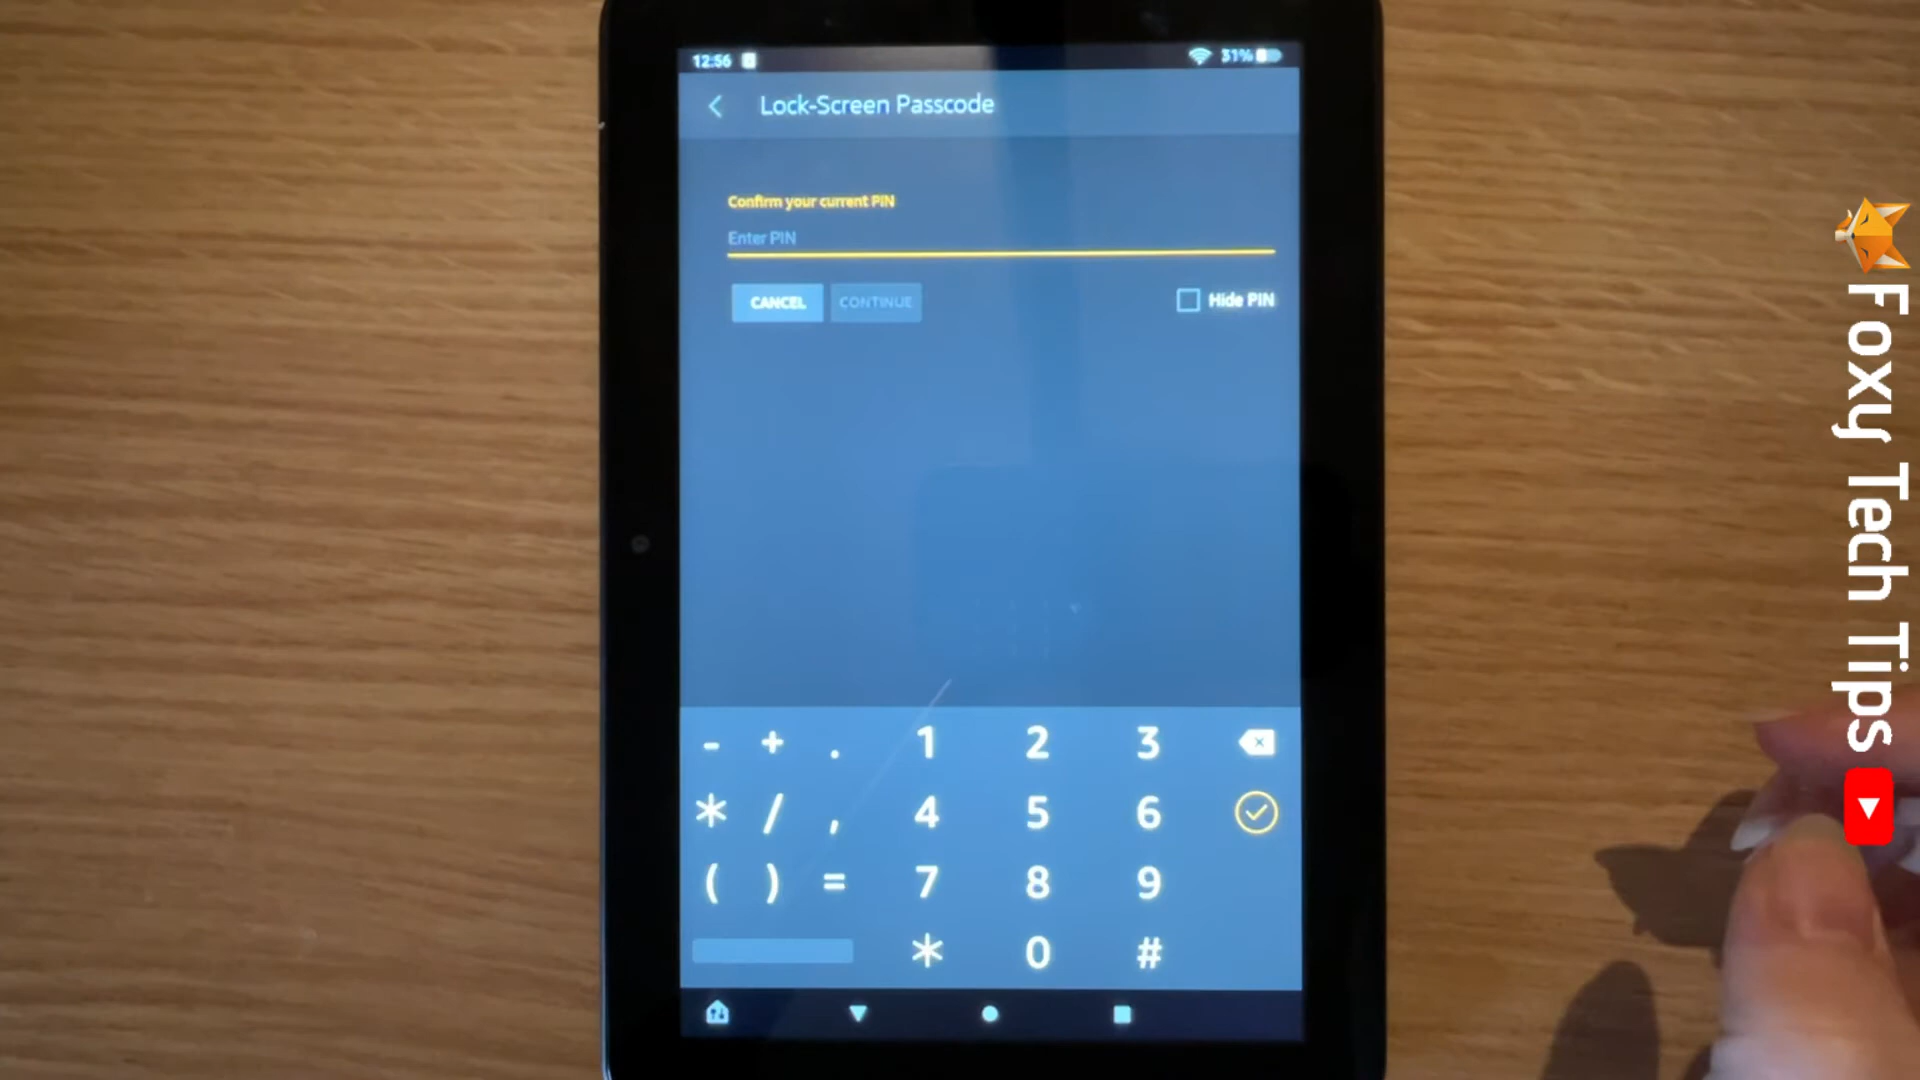 12:56 31%
Lock-Screen Passcode
Confirm your current PIN
Enter PIN
CANCEL CONTINUE Hide PIN
- + . 1 2 3
* / , 4 5 6
( ) = 7 8 9
* 0 #
Foxy Tech Tips